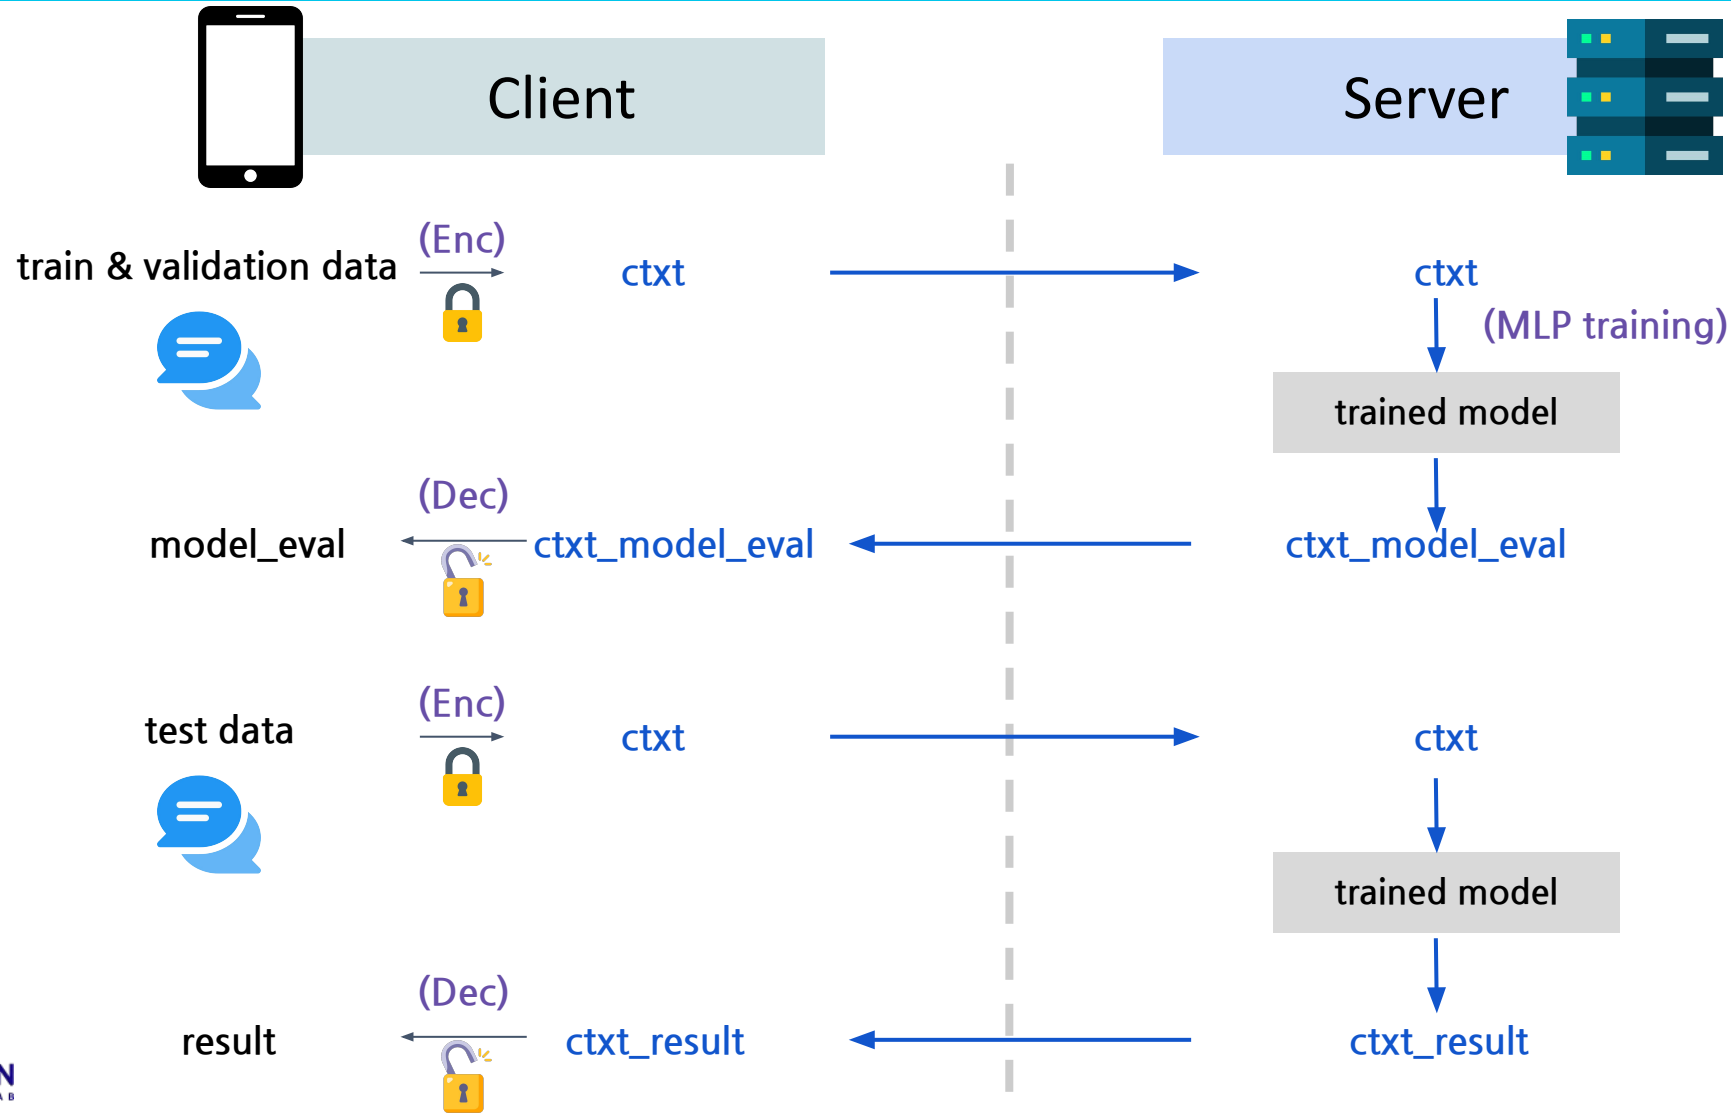 Client
Server
train & validation data
(Enc)
ctxt
ctxt
(MLP training)
trained model
model_eval
(Dec)
ctxt_model_eval
ctxt_model_eval
test data
(Enc)
ctxt
ctxt
trained model
result
(Dec)
ctxt_result
ctxt_result